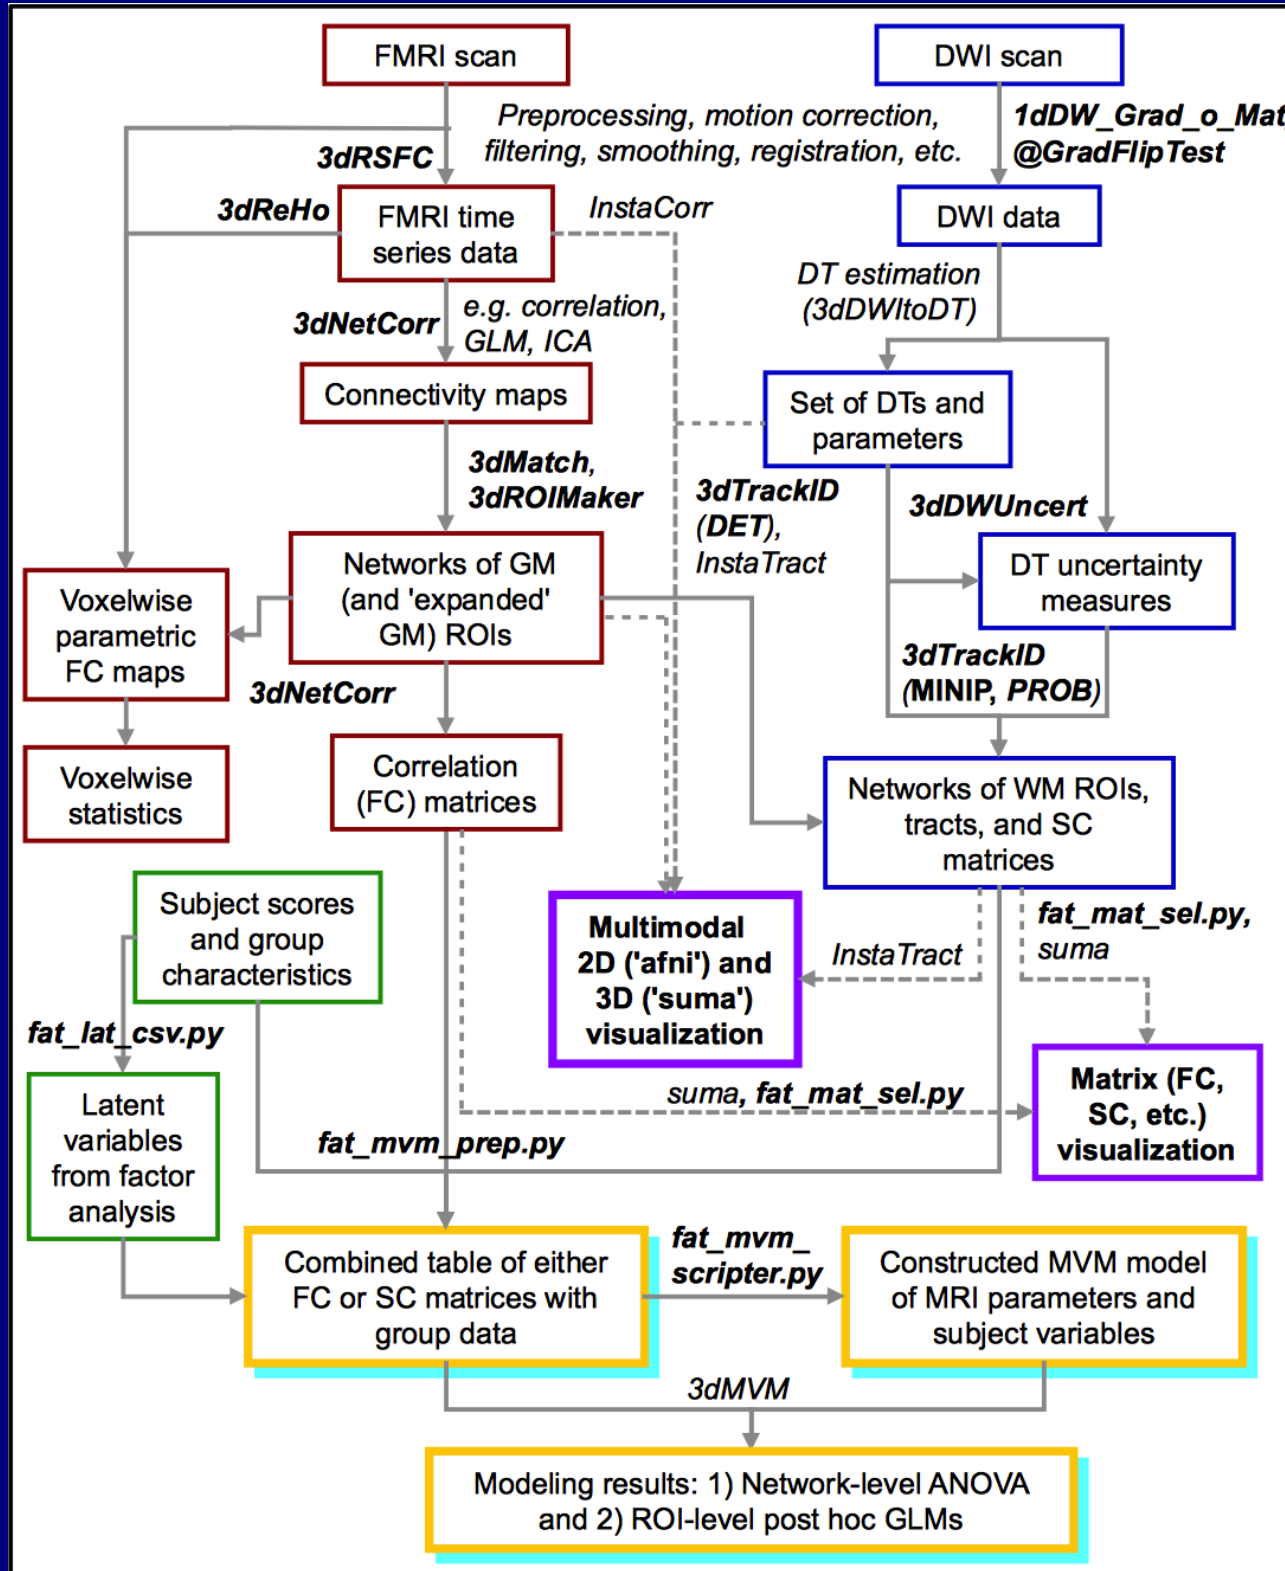 FMRI scan
DWI scan
Preprocessing, motion correction,
filtering, smoothing, registration, etc.
1dDW_Grad_o_Mat,
@GradFlipTest
3dRSFC
3dReHo
FMRI time
series data
InstaCorr
DWI data
DT estimation
(3dDWItoDT)
3dNetCorr
e.g. correlation,
GLM, ICA
Connectivity maps
Set of DTs and
parameters
3dMatch,
3dROIMaker
3dTrackID
(DET),
InstaTract
3dDWUncert
Networks of GM
(and 'expanded'
GM) ROIs
DT uncertainty
measures
Voxelwise
parametric
FC maps
3dNetCorr
3dTrackID
(MINIP, PROB)
Voxelwise
statistics
Correlation
(FC) matrices
Networks of WM ROIs,
tracts, and SC
matrices
Subject scores
and group
characteristics
Multimodal
2D ('afni') and
3D ('suma')
visualization
InstaTract
fat_mat_sel.py,
suma
fat_lat_csv.py
Latent
variables
from factor
analysis
suma, fat_mat_sel.py
Matrix (FC,
SC, etc.)
visualization
fat_mvm_prep.py
Combined table of either
FC or SC matrices with
group data
fat_mvm_
scripter.py
Constructed MVM model
of MRI parameters and
subject variables
3dMVM
Modeling results: 1) Network-level ANOVA
and 2) ROI-level post hoc GLMs